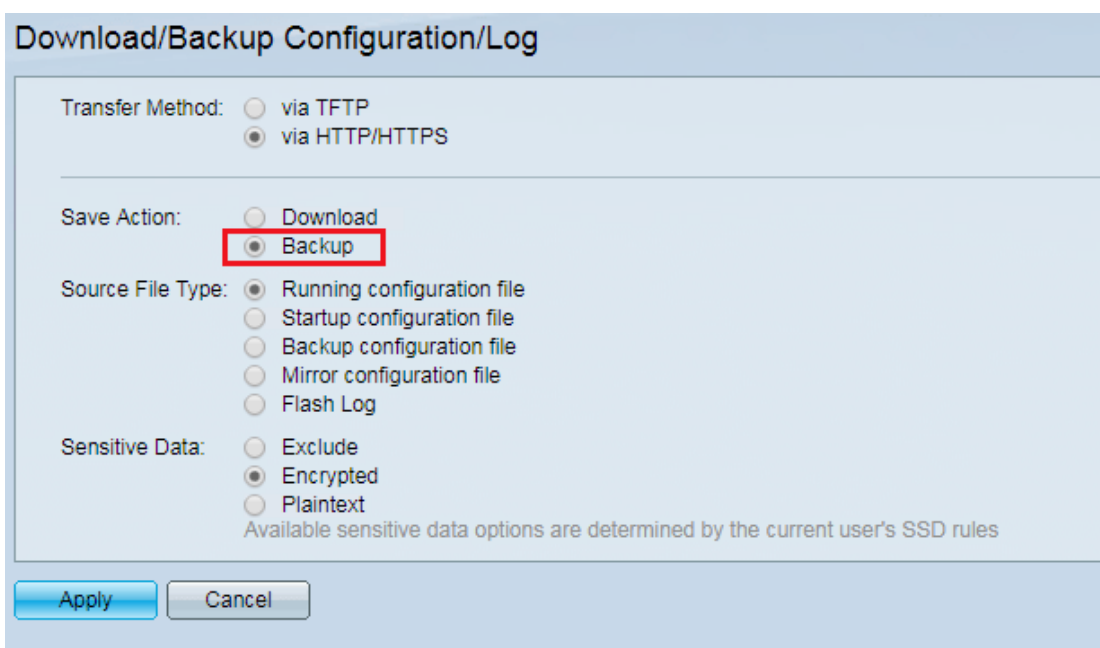 Download/Backup Configuration/Log
Transfer Method: via TFTP
via HTTP/HTTPS
Save Action: Download
Backup
Source File Type: Running configuration file
Startup configuration file
Backup configuration file
Mirror configuration file
Flash Log
Sensitive Data: Exclude
Encrypted
Plaintext
Available sensitive data options are determined by the current user's SSD rules
Apply Cancel